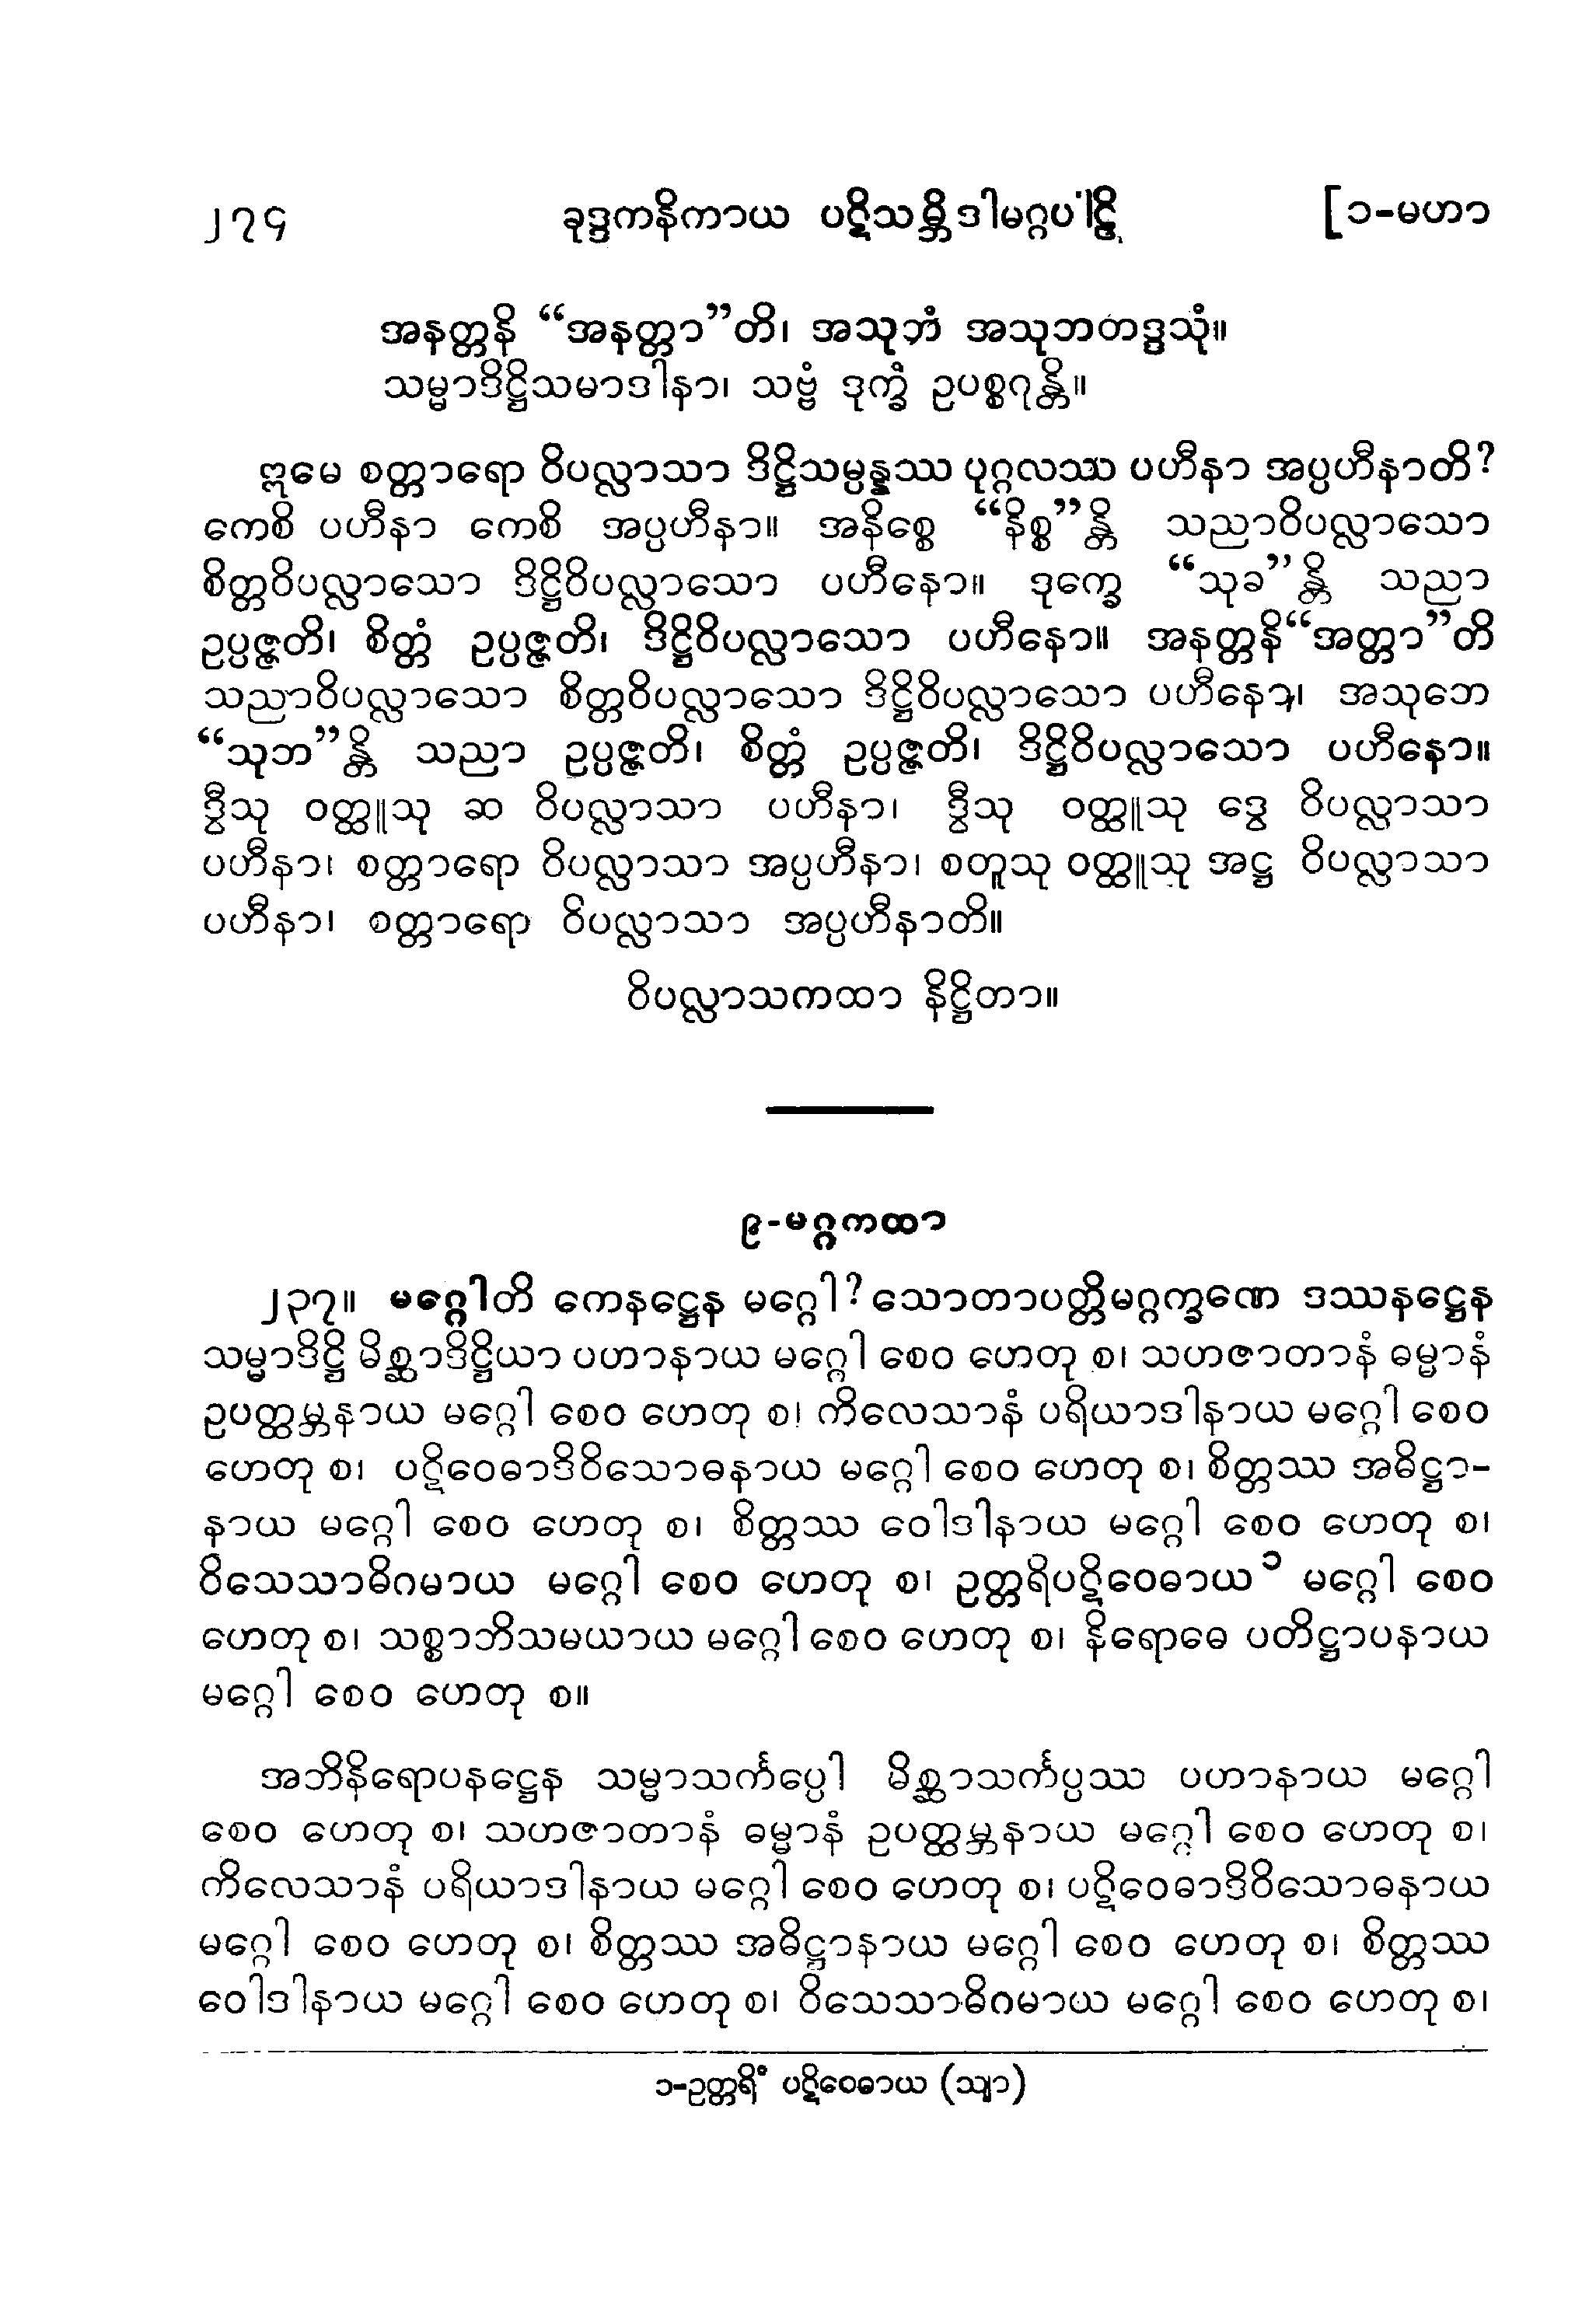 ၂၇၄ ခုဒ္ဒကနိကာယ ပဋိသမ္ဘိဒါမဂ္ဂပါဠိ [၁-မဟာ
အနတ္တနိ “အနတ္တာ”တိ၊ အသုဘံ အသုဘတဒ္ဒသုံ။
သမ္မာဒိဋ္ဌိသမာဒါနာ၊ သဗ္ဗံ ဒုက္ခံ ဥပစ္စဂုန္တိ။
ဣမေ စတ္တာရော ဝိပလ္လာသာ ဒိဋ္ဌိသမ္ပန္နဿ ပုဂ္ဂလဿ ပဟီနာ အပ္ပဟီနာတိ?
ကေစိ ပဟီနာ ကေစိ အပ္ပဟီနာ။ အနိစ္စေ “နိစ္စ”န္တိ သညာဝိပလ္လာသော
စိတ္တဝိပလ္လာသော ဒိဋ္ဌိဝိပလ္လာသော ပဟီနော။ ဒုက္ခေ “သုခ”န္တိ သညာ
ဥပ္ပဇ္ဇတိ၊ စိတ္တံ ဥပ္ပဇ္ဇတိ၊ ဒိဋ္ဌိဝိပလ္လာသော ပဟီနော။ အနတ္တနိ“အတ္တာ”တိ
သညာဝိပလ္လာသော စိတ္တဝိပလ္လာသော ဒိဋ္ဌိဝိပလ္လာသော ပဟီနော၊ အသုဘေ
“သုဘ”န္တိ သညာ ဥပ္ပဇ္ဇတိ၊ စိတ္တံ ဥပ္ပဇ္ဇတိ၊ ဒိဋ္ဌိဝိပလ္လာသော ပဟီနော။
ဒွီသု ဝတ္ထူသု ဆ ဝိပလ္လာသာ ပဟီနာ၊ ဒွီသု ဝတ္ထူသု ဒွေ ဝိပလ္လာသာ
ပဟီနာ၊ စတ္တာရော ဝိပလ္လာသာ အပ္ပဟီနာ၊ စတူသု ဝတ္ထူသု အဋ္ဌ ဝိပလ္လာသာ
ပဟီနာ၊ စတ္တာရော ဝိပလ္လာသာ အပ္ပဟီနာတိ။
ဝိပလ္လာသကထာ နိဋ္ဌိတာ။
၉-မဂ္ဂကထာ
၂၃၇။ မဂ္ဂေါတိ ကေနဋ္ဌေန မဂ္ဂေါ? သောတာပတ္တိမဂ္ဂက္ခဏေ ဒဿနဋ္ဌေန
သမ္မာဒိဋ္ဌိ မိစ္ဆာဒိဋ္ဌိယာ ပဟာနာယ မဂ္ဂေါ စေဝ ဟေတု စ၊ သဟဇာတာနံ ဓမ္မာနံ
ဥပတ္ထမ္ဘနာယ မဂ္ဂေါ စေဝ ဟေတု စ၊ ကိလေသာနံ ပရိယာဒါနာယ မဂ္ဂေါ စေဝ
ဟေတု စ၊ ပဋိဝေဓာဒိဝိသောဓနာယ မဂ္ဂေါ စေဝ ဟေတု စ၊ စိတ္တဿ အဓိဋ္ဌာ-
နာယ မဂ္ဂေါ စေဝ ဟေတု စ၊ စိတ္တဿ ဝေါဒါနာယ မဂ္ဂေါ စေဝ ဟေတု စ၊
ဝိသေသာဓိဂမာယ မဂ္ဂေါ စေဝ ဟေတု စ၊ ဥတ္တရိပဋိဝေဓာယ ၁ မဂ္ဂေါ စေဝ
ဟေတု စ၊ သစ္စာဘိသမယာယ မဂ္ဂေါ စေဝ ဟေတု စ၊ နိရောဓေ ပတိဋ္ဌာပနာယ
မဂ္ဂေါ စေဝ ဟေတု စ။
အဘိနိရောပနဋ္ဌေန သမ္မာသင်္ကပ္ပေါ မိစ္ဆာသင်္ကပ္ပဿ ပဟာနာယ မဂ္ဂေါ
စေဝ ဟေတု စ၊ သဟဇာတာနံ ဓမ္မာနံ ဥပတ္ထမ္ဘနာယ မဂ္ဂေါ စေဝ ဟေတု စ၊
ကိလေသာနံ ပရိယာဒါနာယ မဂ္ဂေါ စေဝ ဟေတု စ၊ ပဋိဝေဓာဒိဝိသောဓနာယ
မဂ္ဂေါ စေဝ ဟေတု စ၊ စိတ္တဿ အဓိဋ္ဌာနာယ မဂ္ဂေါ စေဝ ဟေတု စ၊ စိတ္တဿ
ဝေါဒါနာယ မဂ္ဂေါ စေဝ ဟေတု စ၊ ဝိသေသာဓိဂမာယ မဂ္ဂေါ စေဝ ဟေတု စ၊
၁-ဥတ္တရိံ ပဋိဝေဓာယ (သျာ)